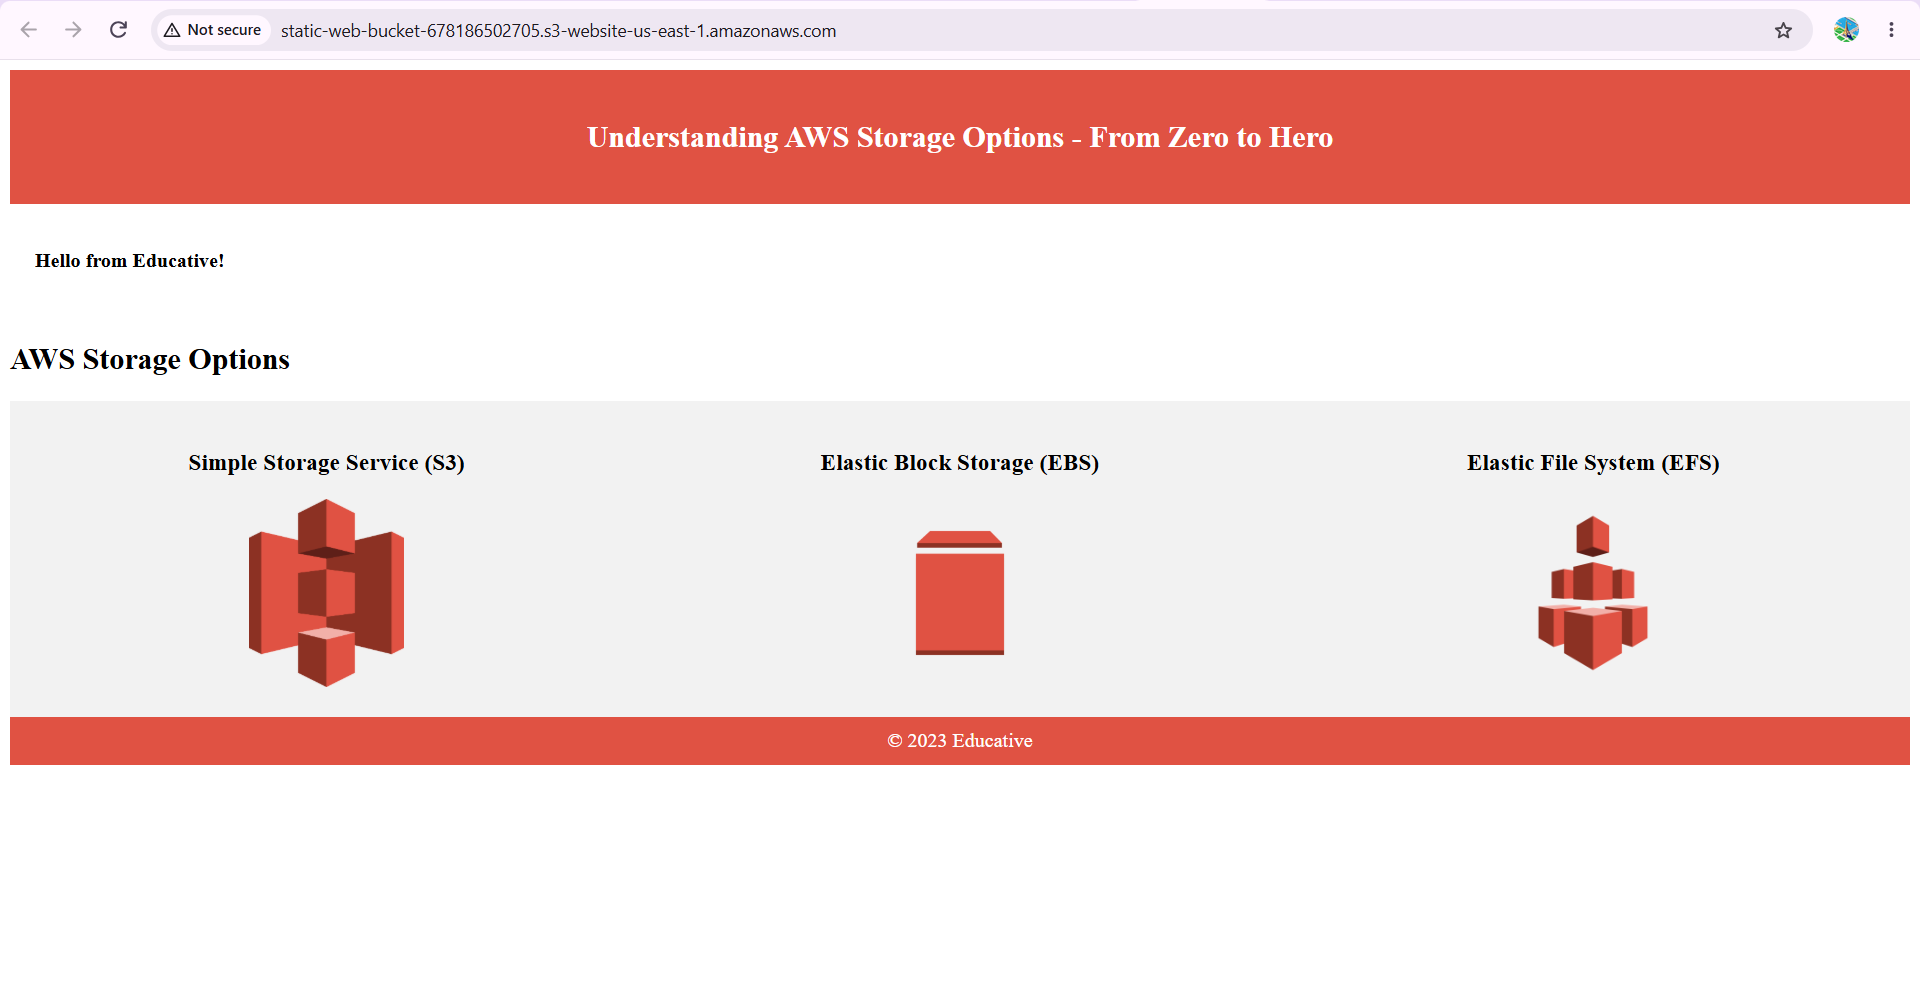 Not secure static-web-bucket-678186502705.s3-website-us-east-1.amazonaws.com
Understanding AWS Storage Options - From Zero to Hero
Hello from Educative!
AWS Storage Options
Simple Storage Service (S3)
Elastic Block Storage (EBS)
Elastic File System (EFS)
© 2023 Educative